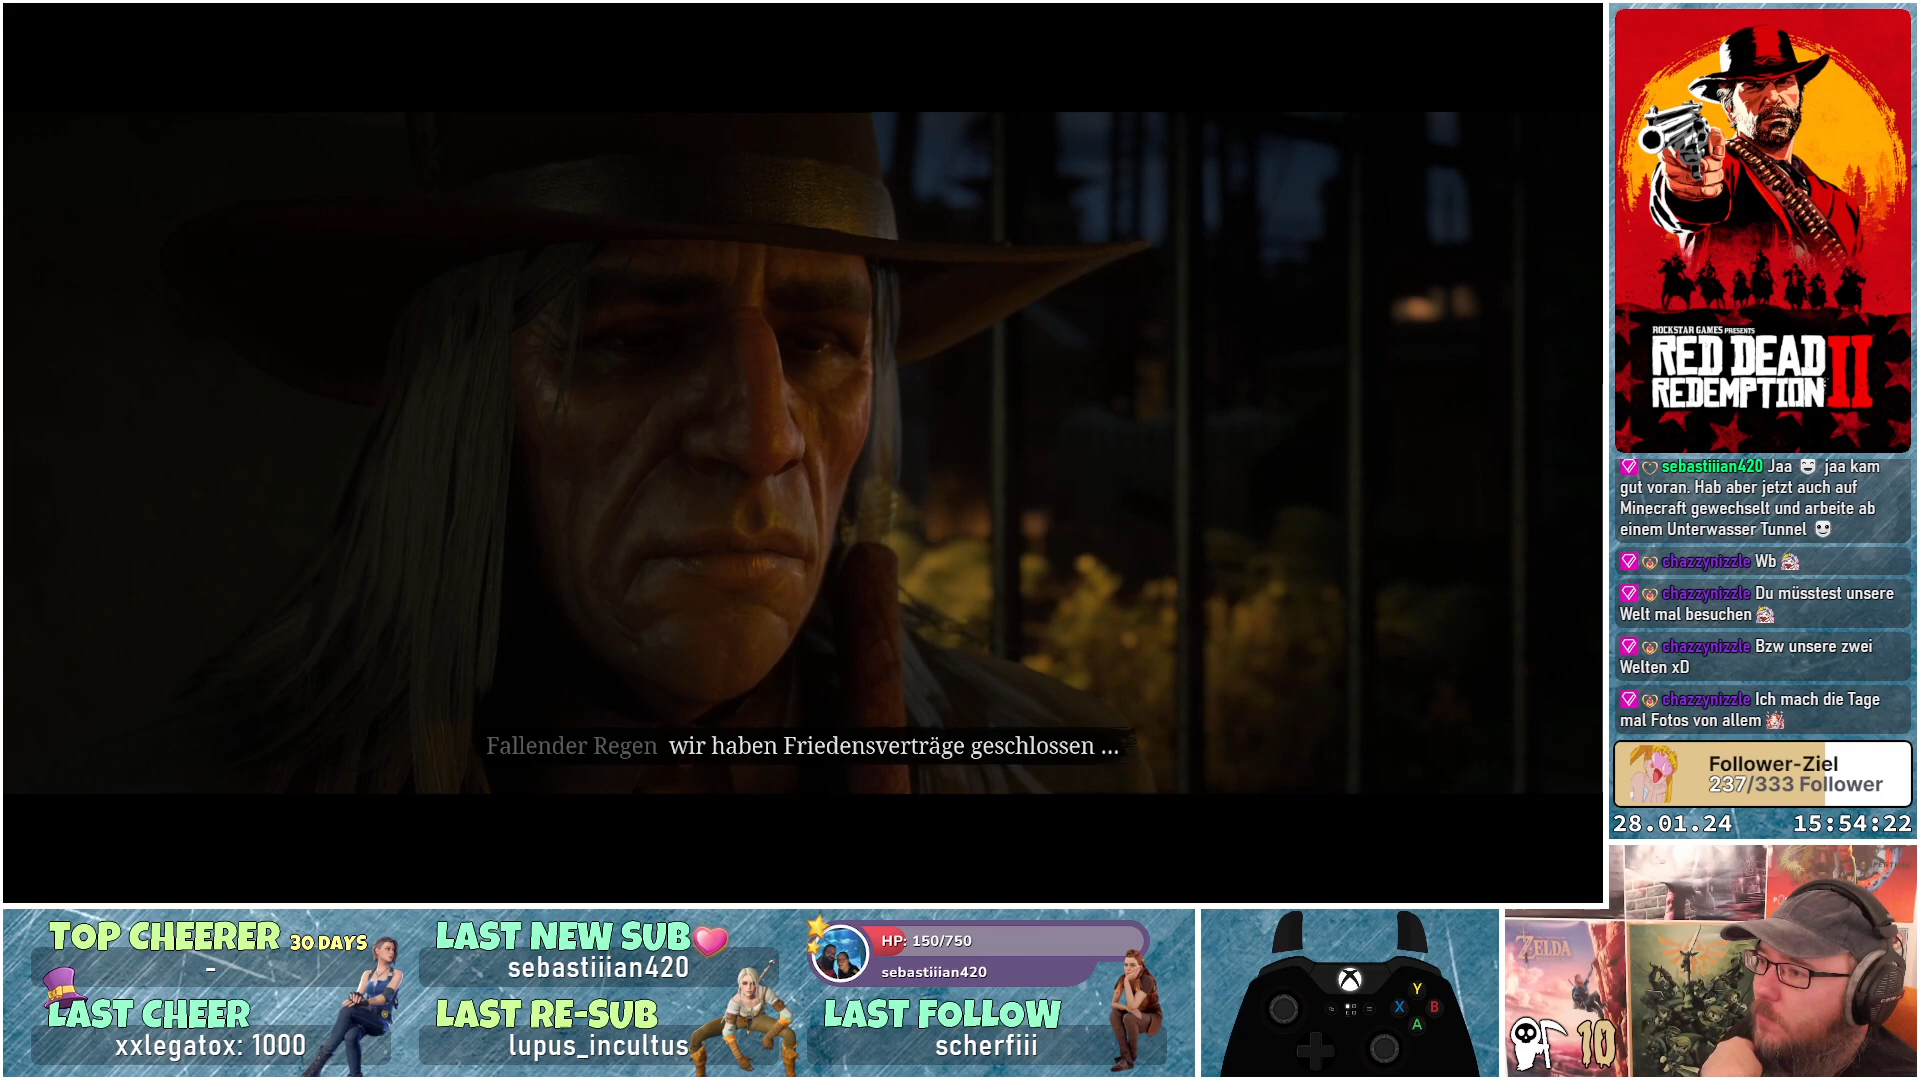 Fallender Regen wir haben Friedensverträge geschlossen ...
ROCKSTAR GAMES PRESENTS
RED DEAD
REDEMPTION II
sebastiiian420 Jaa jaa kam
gut voran. Hab aber jetzt auch auf
Minecraft gewechselt und arbeite ab
einem Unterwasser Tunnel
chazzynizzle Wb
chazzynizzle Du müsstest unsere
Welt mal besuchen
chazzynizzle Bzw unsere zwei
Welten xD
chazzynizzle Ich mach die Tage
mal Fotos von allem
Follower-Ziel
237/333 Follower
28.01.24 15:54:22
TOP CHEERER 30 DAYS
-
LAST CHEER
xxlegatox: 1000
LAST NEW SUB
sebastiiian420
LAST RE-SUB
lupus_incultus
HP: 150/750
sebastiiian420
LAST FOLLOW
scherfiii
Y
X B
A
ZELDA
10